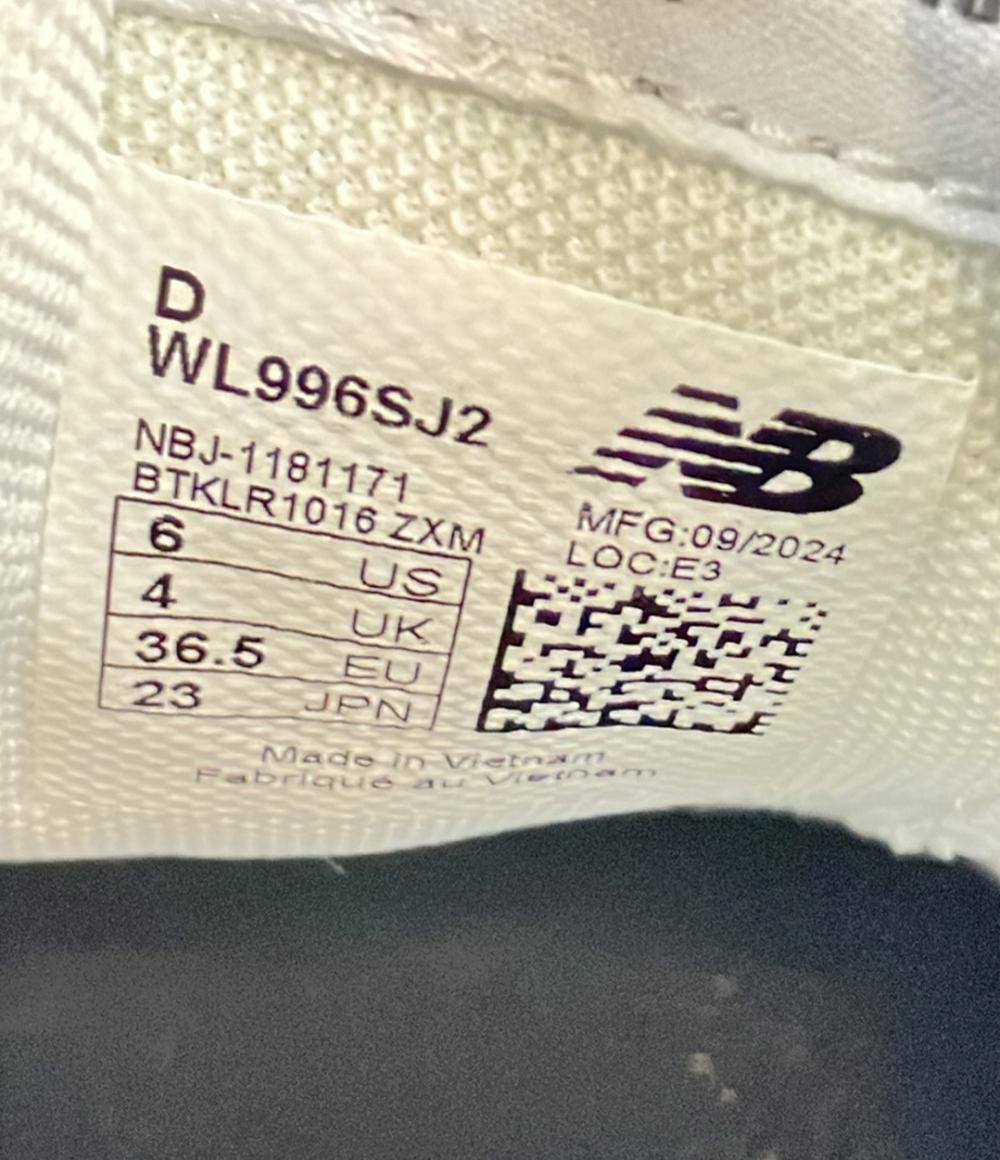 D
WL996SJ2
NBJ-1181171
BTKLR1016 ZXM
6 US
4 UK
36.5 EU
23 JPN
NB
MFG:09/2024
LOC:E3
Made in Vietnam
Fabriqué au Vietnam